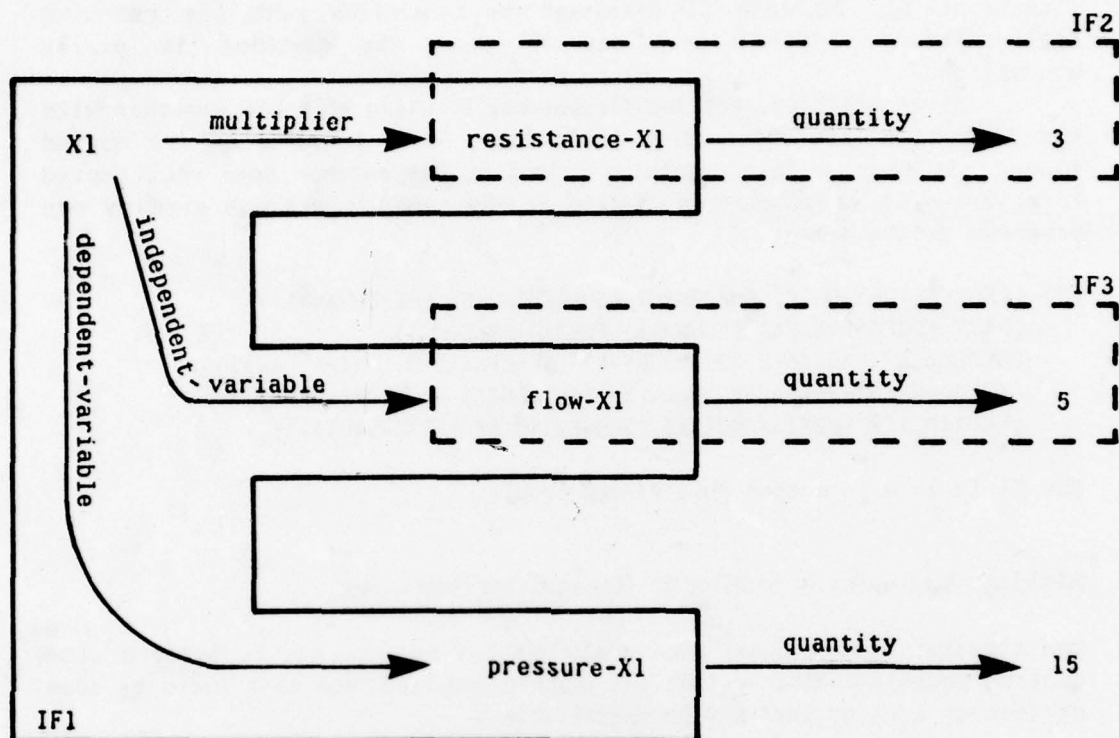 IF2
multiplier
quantity
X1
resistance-X1
3
dependent-variable
independent-
IF3
variable
quantity
flow-X1
5
quantity
pressure-X1
15
IF1